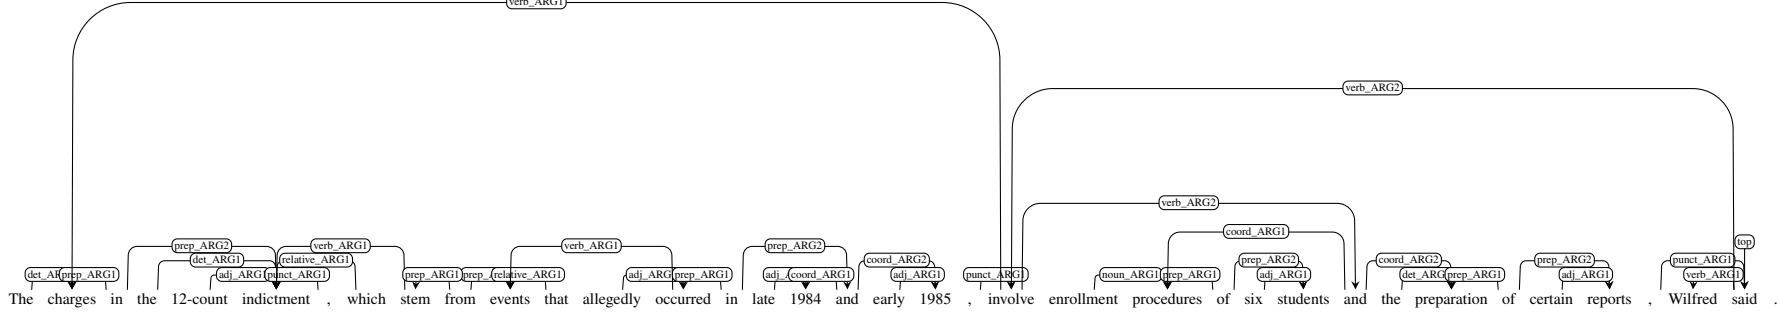 verb_ARG1
verb_ARG2
verb_ARG2
coord_ARG1
top
prep_ARG2 verb_ARG1 verb_ARG1 prep_ARG2
det_ARG1 relative_ARG1 coord_ARG2 prep_ARG2 coord_ARG2 prep_ARG2 punct_ARG1
prep_ARG1 punct_ARG1 prep_ARG1 relative_ARG1 prep_ARG1 coord_ARG1 adj_ARG1 punct_ARG1 noun_ARG1 prep_ARG1 adj_ARG1 prep_ARG1 adj_ARG1 verb_ARG1
The charges in the 12-count indictment , which stem from events that allegedly occurred in late 1984 and early 1985 , involve enrollment procedures of six students and the preparation of certain reports , Wilfred said .